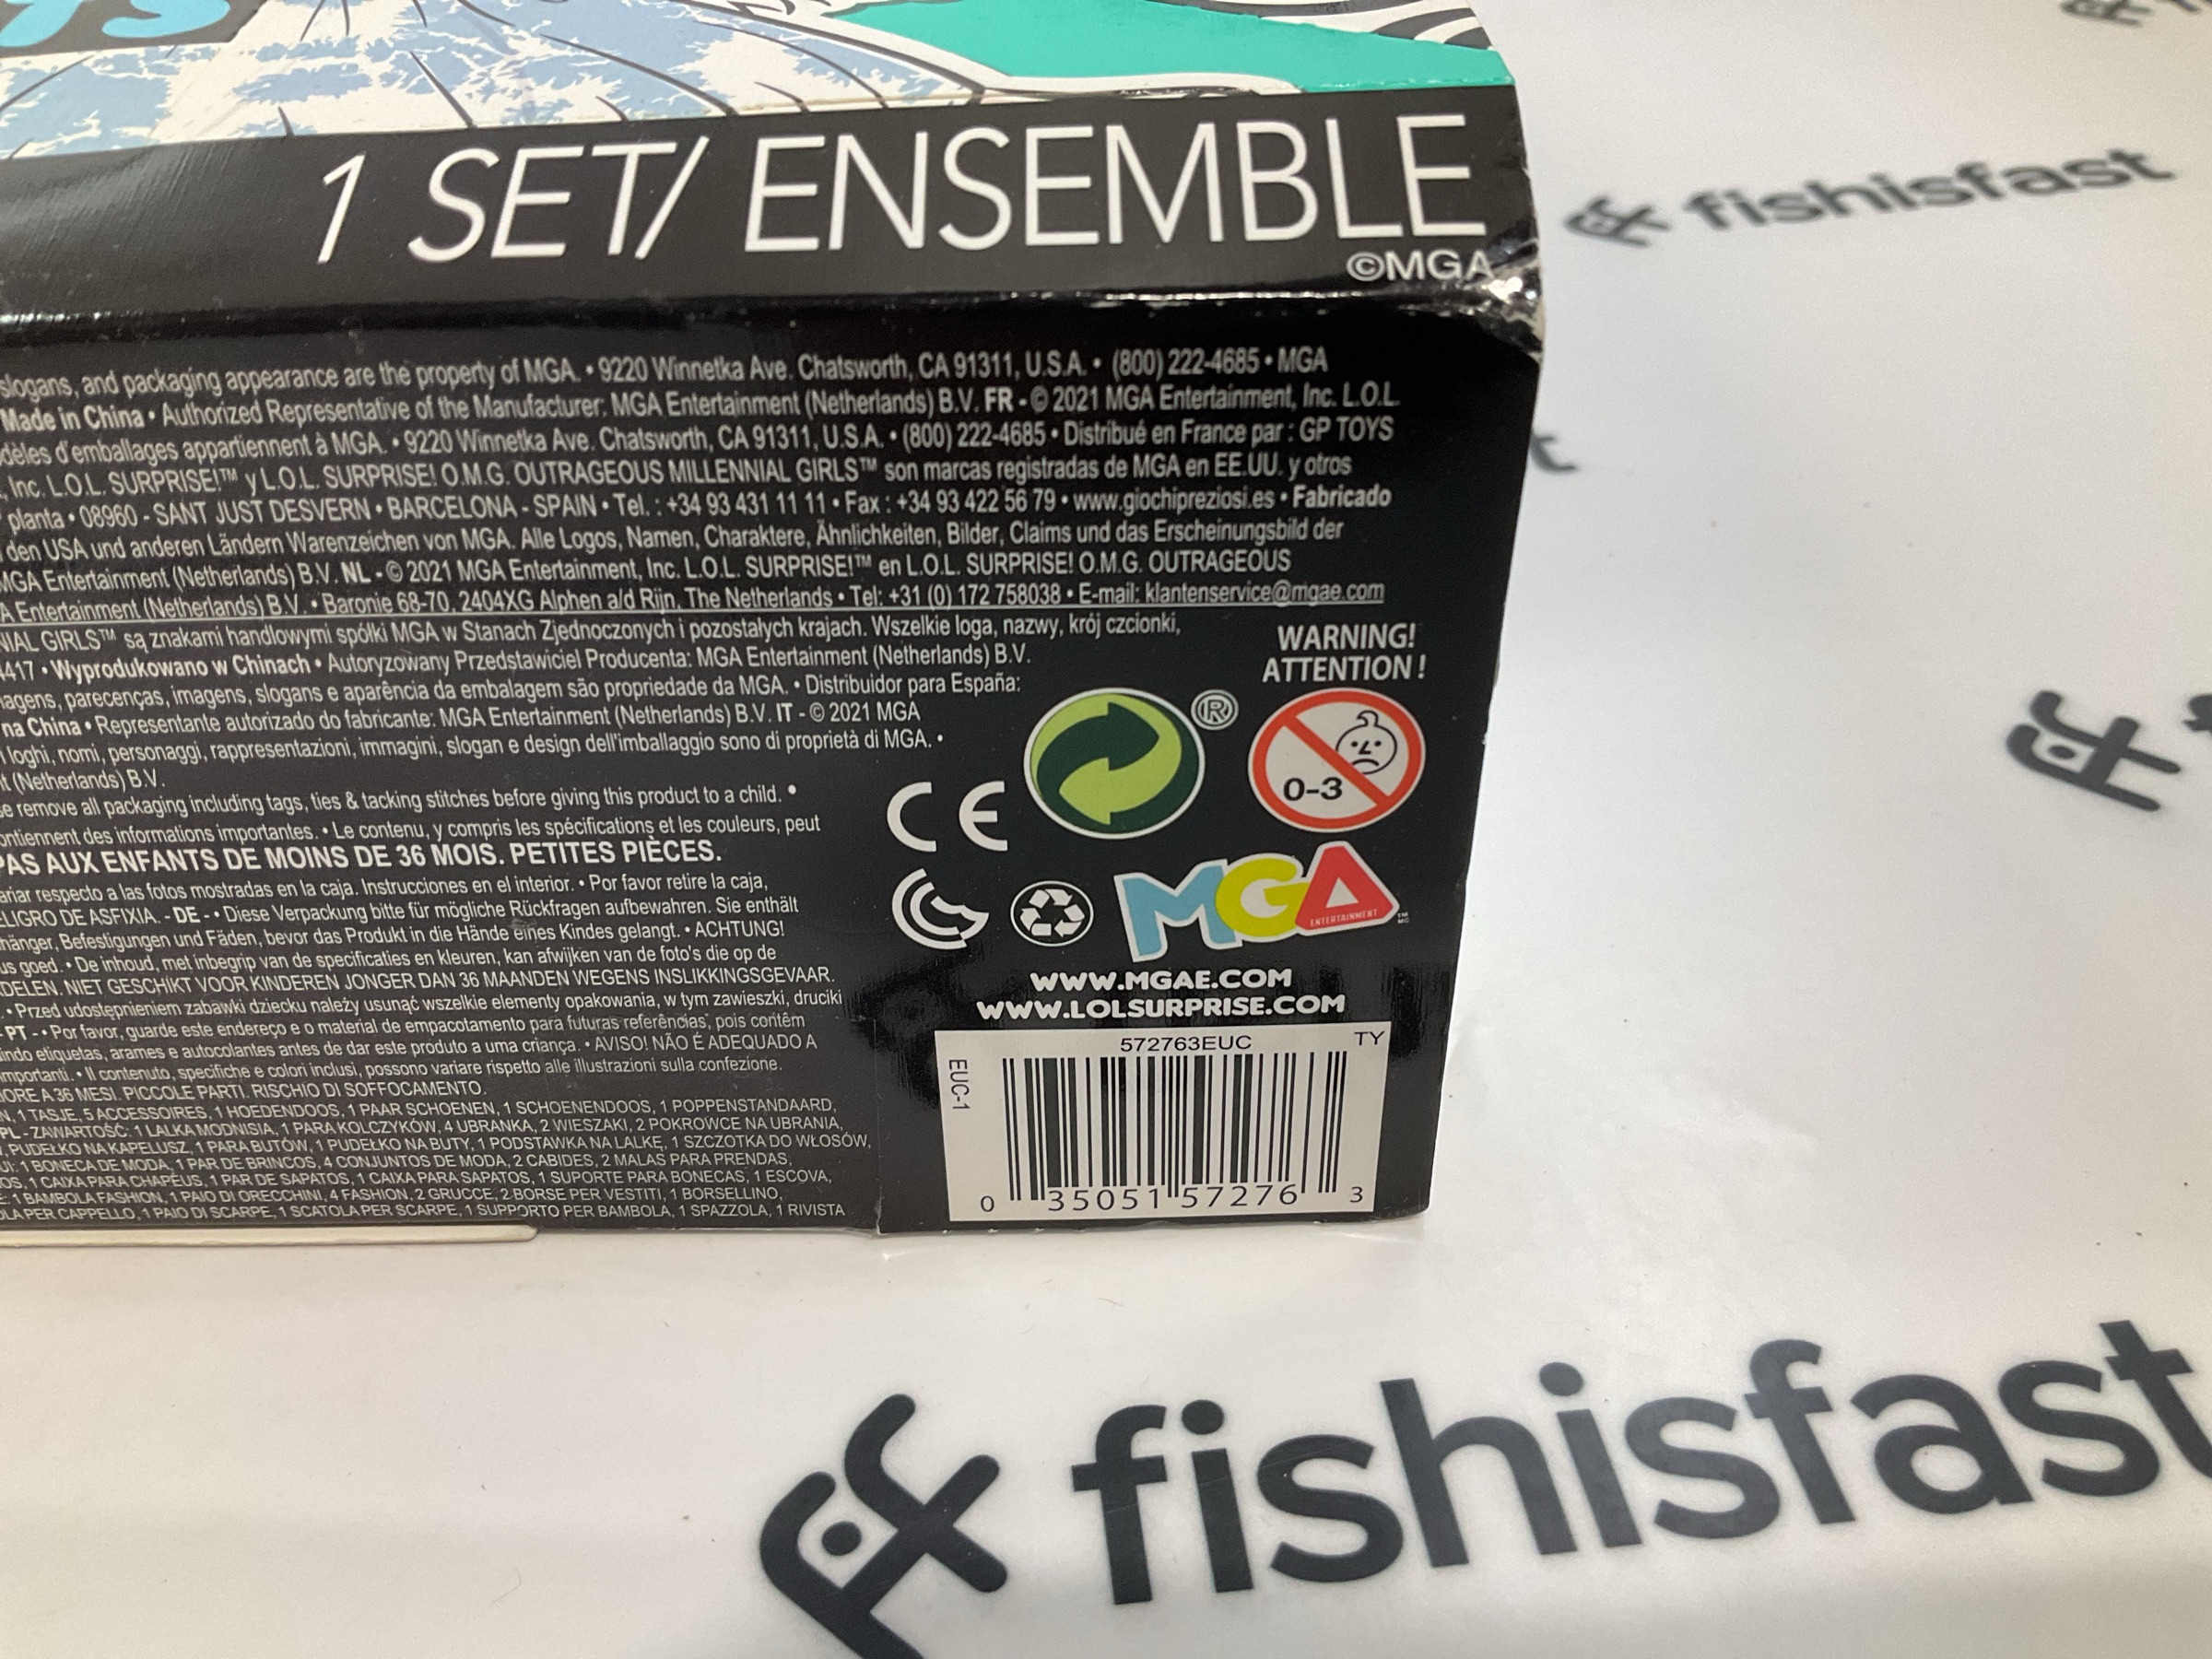 1 SET/ ENSEMBLE
©MGA
slogans, and packaging appearance are the property of MGA. • 9220 Winnetka Ave. Chatsworth, CA 91311, U.S.A. • (800) 222-4685 • MGA
Made in China • Authorized Representative of the Manufacturer: MGA Entertainment (Netherlands) B.V. FR - © 2021 MGA Entertainment, Inc. L.O.L.
dèles d'emballages appartiennent à MGA. • 9220 Winnetka Ave. Chatsworth, CA 91311, U.S.A. • (800) 222-4685 • Distribué en France par : GP TOYS
, Inc. L.O.L. SURPRISE!™ y L.O.L. SURPRISE! O.M.G. OUTRAGEOUS MILLENNIAL GIRLS™ son marcas registradas de MGA en EE.UU. y otros
planta • 08960 - SANT JUST DESVERN • BARCELONA - SPAIN • Tel. : +34 93 431 11 11 • Fax : +34 93 422 56 79 • www.giochipreziosi.es • Fabricado
den USA und anderen Ländern Warenzeichen von MGA. Alle Logos, Namen, Charaktere, Ähnlichkeiten, Bilder, Claims und das Erscheinungsbild der
MGA Entertainment (Netherlands) B.V. NL - © 2021 MGA Entertainment, Inc. L.O.L. SURPRISE!™ en L.O.L. SURPRISE! O.M.G. OUTRAGEOUS
A Entertainment (Netherlands) B.V. • Baronie 68-70, 2404XG Alphen a/d Rijn, The Netherlands • Tel: +31 (0) 172 758038 • E-mail: klantenservice@mgae.com
NIAL GIRLS™ są znakami handlowymi spółki MGA w Stanach Zjednoczonych i pozostałych krajach. Wszelkie loga, nazwy, krój czcionki,
4417 • Wyprodukowano w Chinach • Autoryzowany Przedstawiciel Producenta: MGA Entertainment (Netherlands) B.V.
nagens, parecenças, imagens, slogans e aparência da embalagem são propriedade da MGA. • Distribuidor para España:
na China • Representante autorizado do fabricante: MGA Entertainment (Netherlands) B.V. IT - © 2021 MGA
i loghi, nomi, personaggi, rappresentazioni, immagini, slogan e design dell'imballaggio sono di proprietà di MGA. •
t (Netherlands) B.V.
se remove all packaging including tags, ties & tacking stitches before giving this product to a child. •
ontiennent des informations importantes. • Le contenu, y compris les spécifications et les couleurs, peut
PAS AUX ENFANTS DE MOINS DE 36 MOIS. PETITES PIÈCES.
ariar respecto a las fotos mostradas en la caja. Instrucciones en el interior. • Por favor retire la caja,
ELIGRO DE ASFIXIA. - DE - • Diese Verpackung bitte für mögliche Rückfragen aufbewahren. Sie enthält
hänger, Befestigungen und Fäden, bevor das Produkt in die Hände eines Kindes gelangt. • ACHTUNG!
us goed. • De inhoud, met inbegrip van de specificaties en kleuren, kan afwijken van de foto's die op de
DELEN. NIET GESCHIKT VOOR KINDEREN JONGER DAN 36 MAANDEN WEGENS INSLIKKINGSGEVAAR.
. • Przed udostępnieniem zabawki dziecku należy usunąć wszelkie elementy opakowania, w tym zawieszki, druciki
- PT - • Por favor, guarde este endereço e o material de empacotamento para futuras referências, pois contêm
indo etiquetas, arames e autocolantes antes de dar este produto a uma criança. • AVISO! NÃO É ADEQUADO A
importanti. • Il contenuto, specifiche e colori inclusi, possono variare rispetto alle illustrazioni sulla confezione.
IORE A 36 MESI. PICCOLE PARTI. RISCHIO DI SOFFOCAMENTO.
N, 1 TASJE, 5 ACCESSOIRES, 1 HOEDENDOOS, 1 PAAR SCHOENEN, 1 SCHOENENDOOS, 1 POPPENSTANDAARD,
PL - ZAWARTOŚĆ: 1 LALKA MODNISIA, 1 PARA KOLCZYKÓW, 4 UBRANKA, 2 WIESZAKI, 2 POKROWCE NA UBRANIA,
, PUDEŁKO NA KAPELUSZ, 1 PARA BUTÓW, 1 PUDEŁKO NA BUTY, 1 PODSTAWKA NA LALKĘ, 1 SZCZOTKA DO WŁOSÓW,
UI: 1 BONECA DE MODA, 1 PAR DE BRINCOS, 4 CONJUNTOS DE MODA, 2 CABIDES, 2 MALAS PARA PRENDAS,
OS, 1 CAIXA PARA CHAPÉUS, 1 PAR DE SAPATOS, 1 CAIXA PARA SAPATOS, 1 SUPORTE PARA BONECAS, 1 ESCOVA,
E: 1 BAMBOLA FASHION, 1 PAIO DI ORECCHINI, 4 FASHION, 2 GRUCCE, 2 BORSE PER VESTITI, 1 BORSELLINO,
OLA PER CAPPELLO, 1 PAIO DI SCARPE, 1 SCATOLA PER SCARPE, 1 SUPPORTO PER BAMBOLA, 1 SPAZZOLA, 1 RIVISTA
WARNING!
ATTENTION !
®
0-3
CE
MGA
ENTERTAINMENT
WWW.MGAE.COM
WWW.LOLSURPRISE.COM
572763EUC
TY
EUC-1
0 35051 57276 3
fishisfast
fishisfast